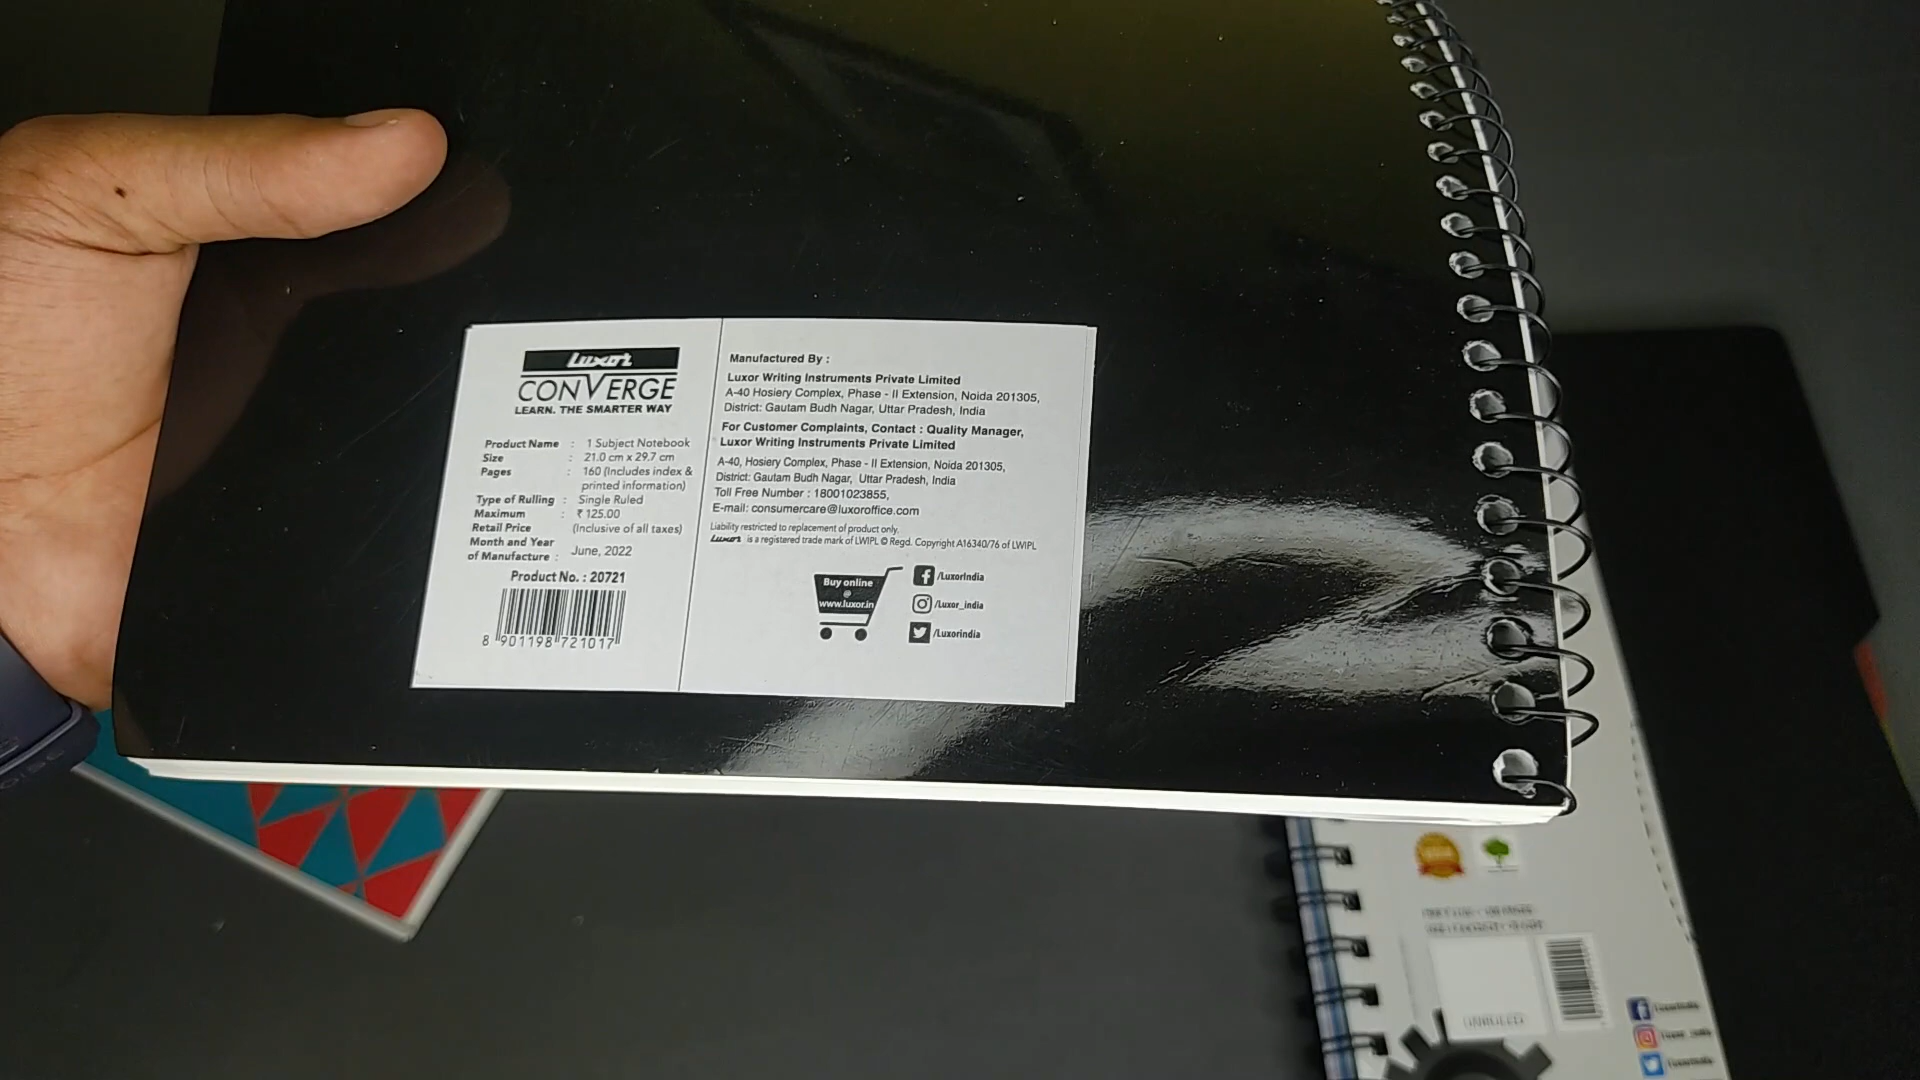 Luxor
CONVERGE
LEARN. THE SMARTER WAY
Product Name : 1 Subject Notebook
Size : 21.0 cm x 29.7 cm
Pages : 160 (Includes index &
printed information)
Type of Rulling : Single Ruled
Maximum : ₹ 125.00
Retail Price (Inclusive of all taxes)
Month and Year
of Manufacture : June, 2022
Product No. : 20721
8 901198 721017
Manufactured By :
Luxor Writing Instruments Private Limited
A-40 Hosiery Complex, Phase - II Extension, Noida 201305,
District: Gautam Budh Nagar, Uttar Pradesh, India
For Customer Complaints, Contact : Quality Manager,
Luxor Writing Instruments Private Limited
A-40, Hosiery Complex, Phase - II Extension, Noida 201305,
District: Gautam Budh Nagar, Uttar Pradesh, India
Toll Free Number : 18001023855,
E-mail: consumercare@luxoroffice.com
Liability restricted to replacement of product only.
Luxor is a registered trade mark of LWIPL © Regd. Copyright A16340/76 of LWIPL
Buy online
@
www.luxor.in
/LuxorIndia
/Luxor_india
/Luxorindia
UNRULED